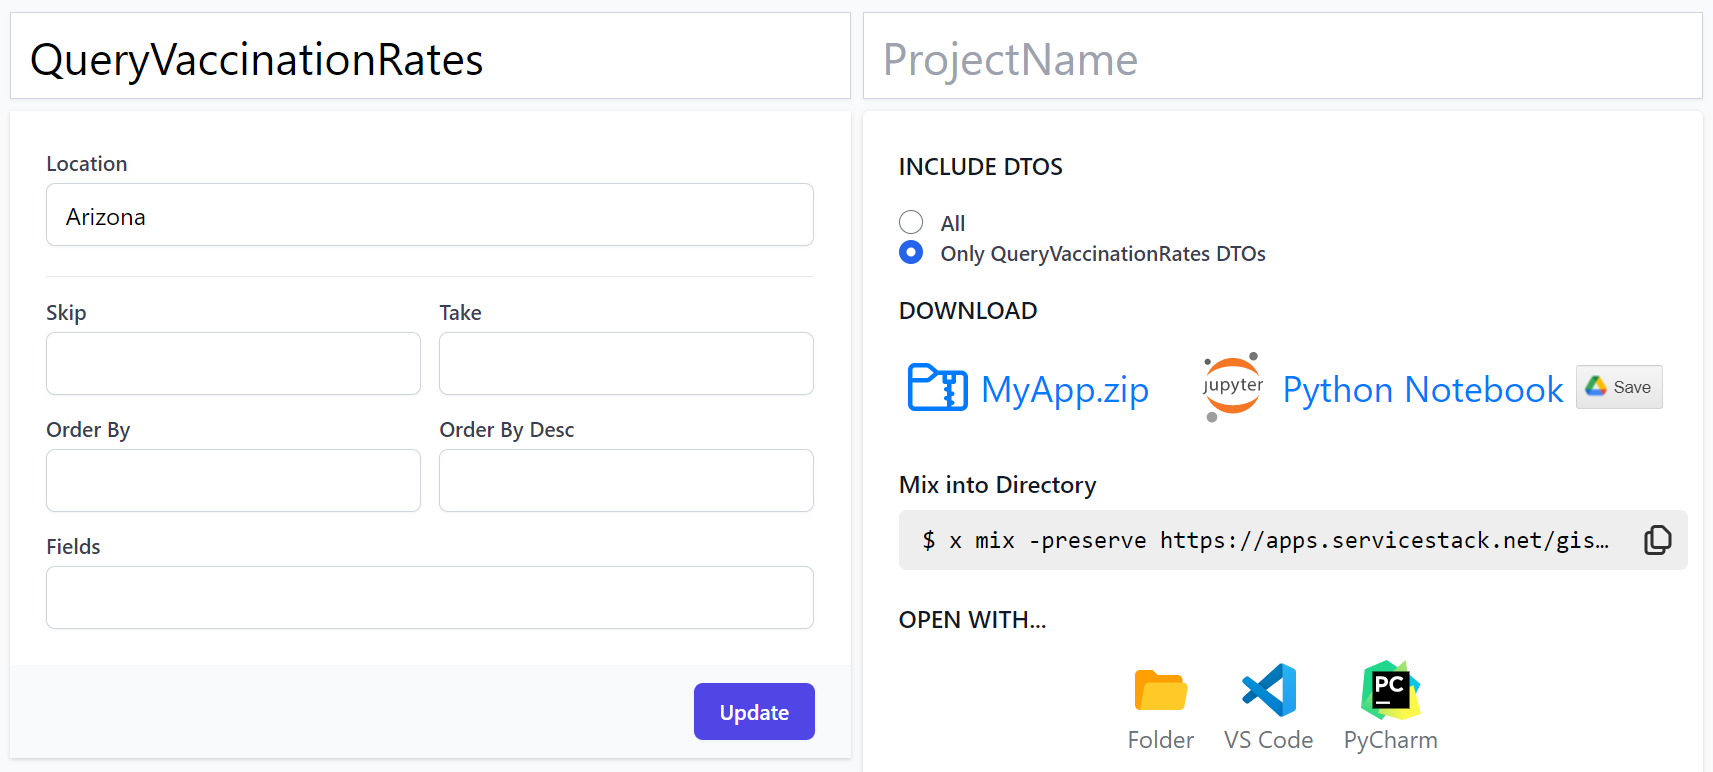 QueryVaccinationRates
Location
Arizona
Skip
Take
Order By
Order By Desc
Fields
Update
ProjectName
INCLUDE DTOS
All
Only QueryVaccinationRates DTOs
DOWNLOAD
MyApp.zip
jupyter
Python Notebook
Save
Mix into Directory
$ x mix -preserve https://apps.servicestack.net/gis…
OPEN WITH...
PC
Folder
VS Code
PyCharm